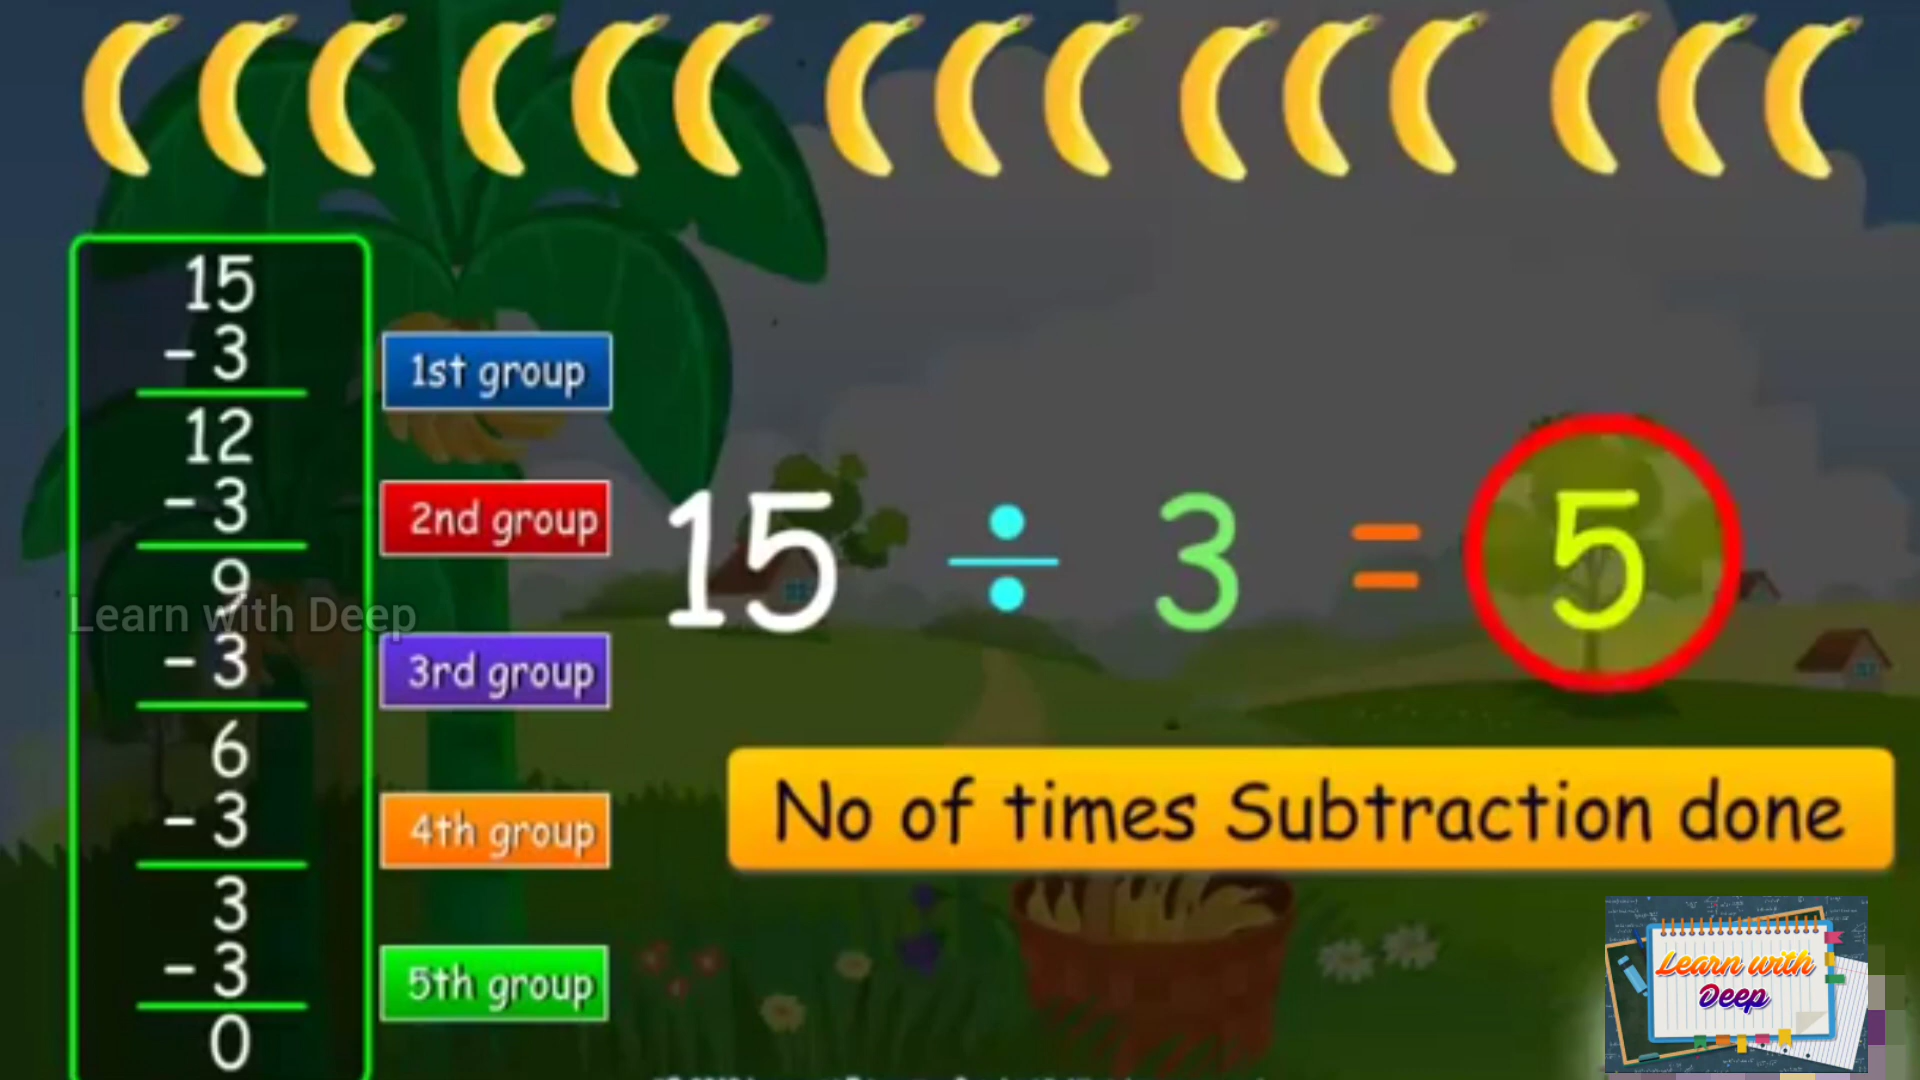 15
- 3
1st group
12
- 3
2nd group
9
Learn with Deep
- 3
3rd group
6
- 3
4th group
3
- 3
5th group
0
15 ÷ 3 = 5
No of times Subtraction done
Learn with
Deep